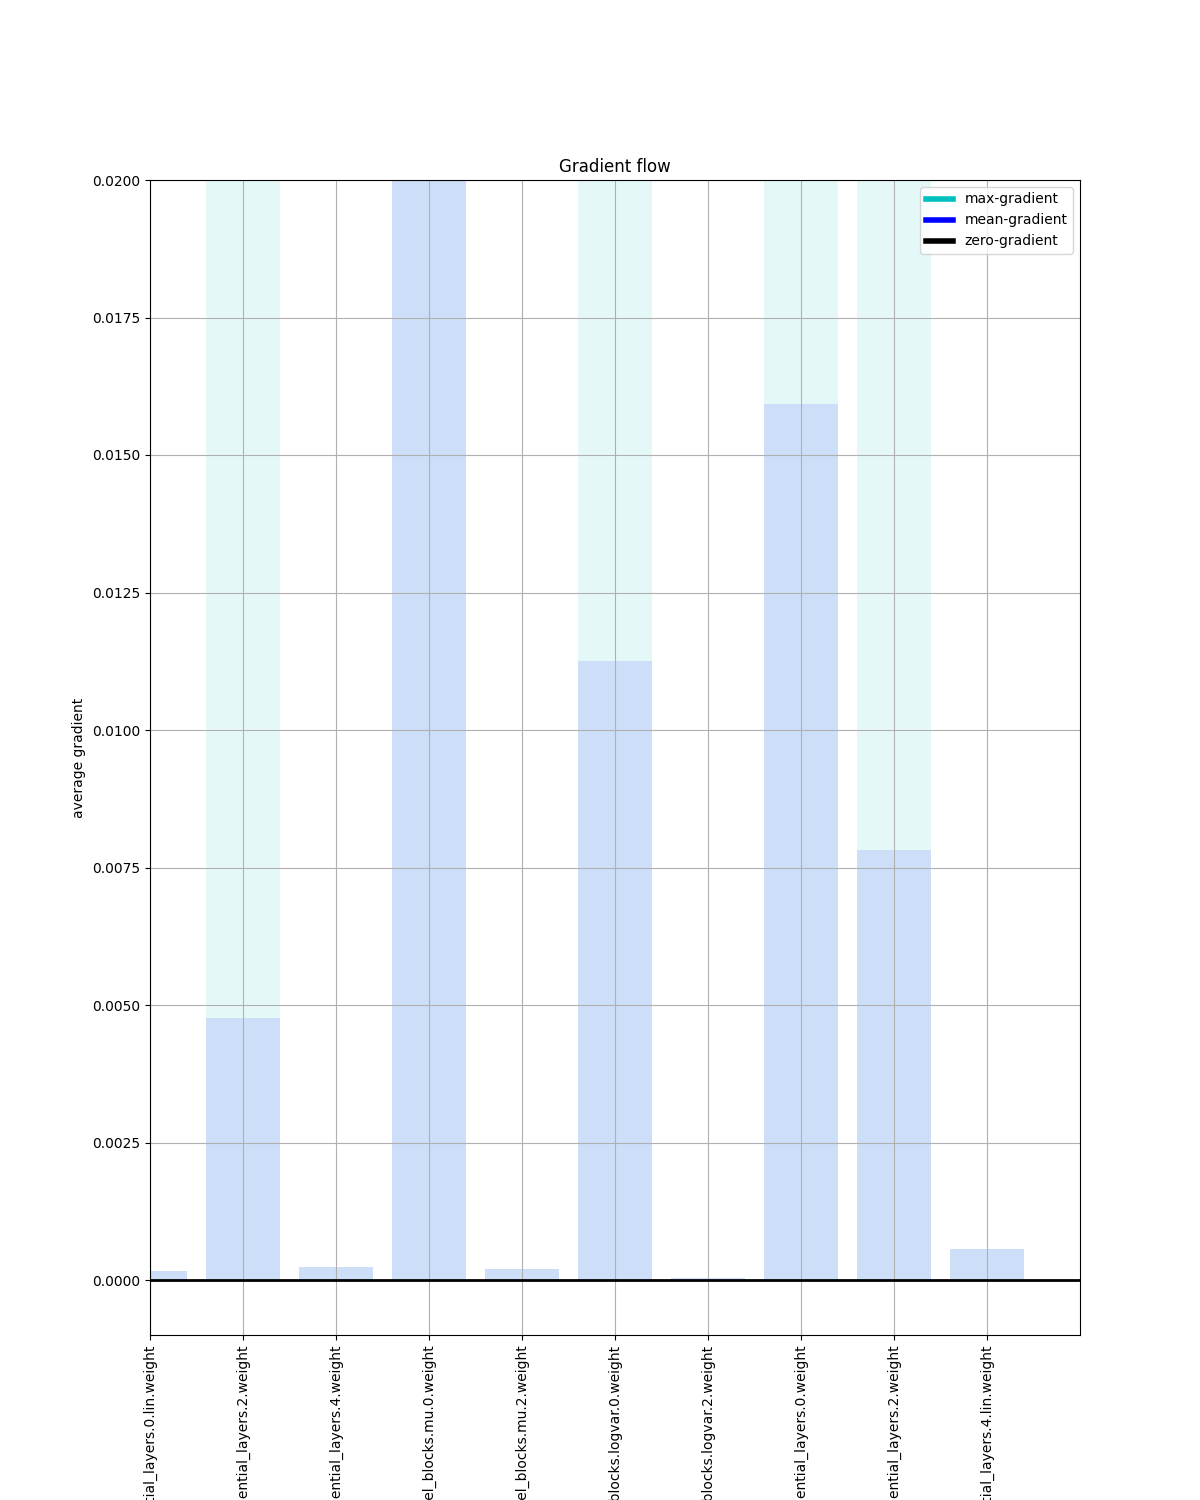 Gradient flow
max-gradient
mean-gradient
zero-gradient
0.0200
0.0175
0.0150
0.0125
0.0100
0.0075
0.0050
0.0025
0.0000
average gradient
tial_layers.0.lin.weight
ential_layers.2.weight
ential_layers.4.weight
el_blocks.mu.0.weight
el_blocks.mu.2.weight
blocks.logvar.0.weight
blocks.logvar.2.weight
ential_layers.0.weight
ential_layers.2.weight
tial_layers.4.lin.weight